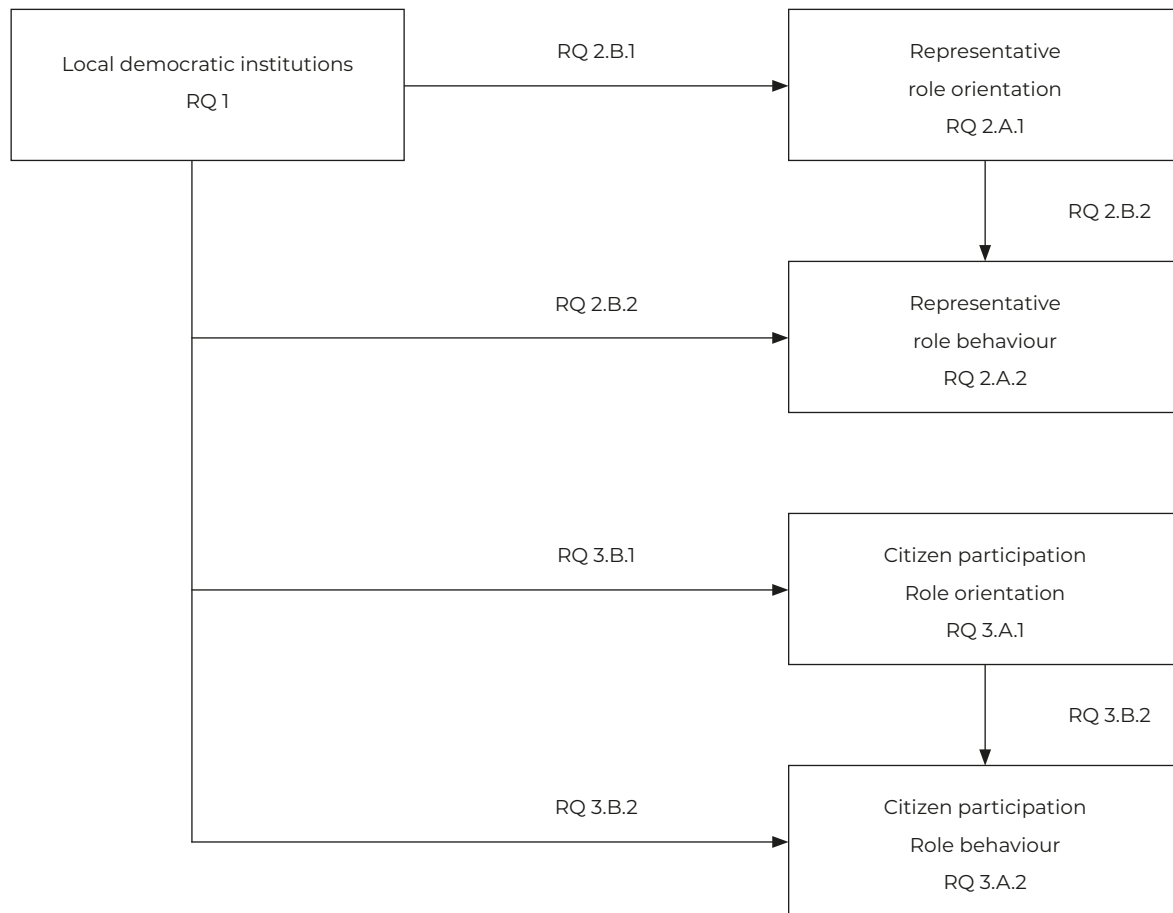 Local democratic institutions
RQ 1
RQ 2.B.1
Representative
role orientation
RQ 2.A.1
RQ 2.B.2
RQ 2.B.2
Representative
role behaviour
RQ 2.A.2
RQ 3.B.1
Citizen participation
Role orientation
RQ 3.A.1
RQ 3.B.2
RQ 3.B.2
Citizen participation
Role behaviour
RQ 3.A.2